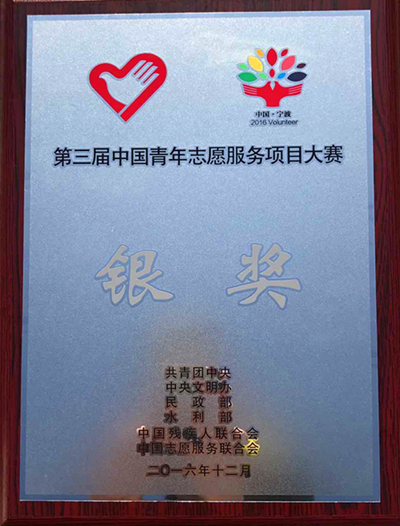 中国·宁波
2016 Volunteer
第三届中国青年志愿服务项目大赛
银奖
共青团中央
中央文明办
民政部
水利部
中国残疾人联合会
中国志愿服务联合会
二〇一六年十二月